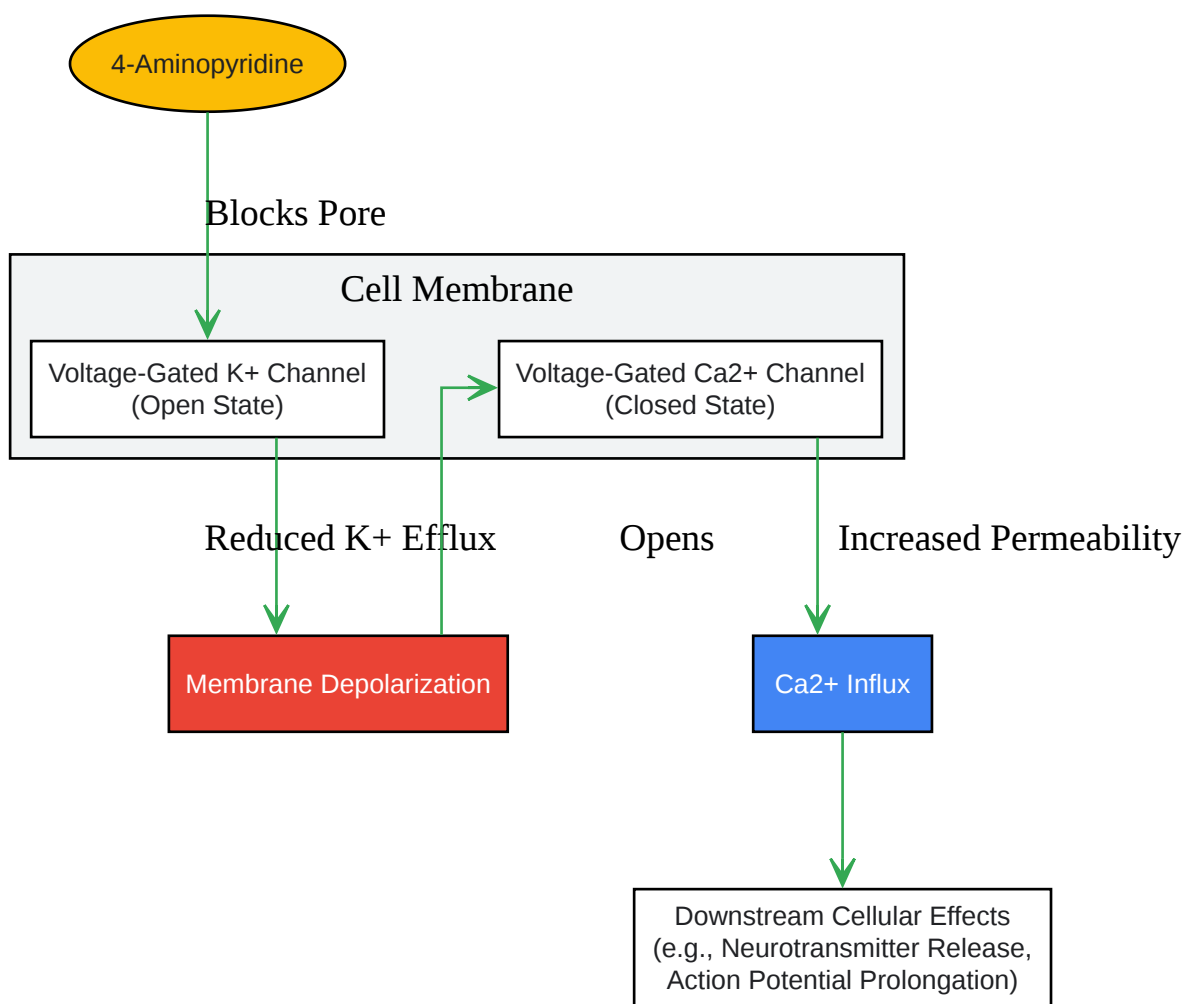 4-Aminopyridine
Blocks Pore
Cell Membrane
Voltage-Gated K+ Channel
(Open State)
Voltage-Gated Ca2+ Channel
(Closed State)
Reduced K+ Efflux
Opens
Increased Permeability
Membrane Depolarization
Ca2+ Influx
Downstream Cellular Effects
(e.g., Neurotransmitter Release,
Action Potential Prolongation)